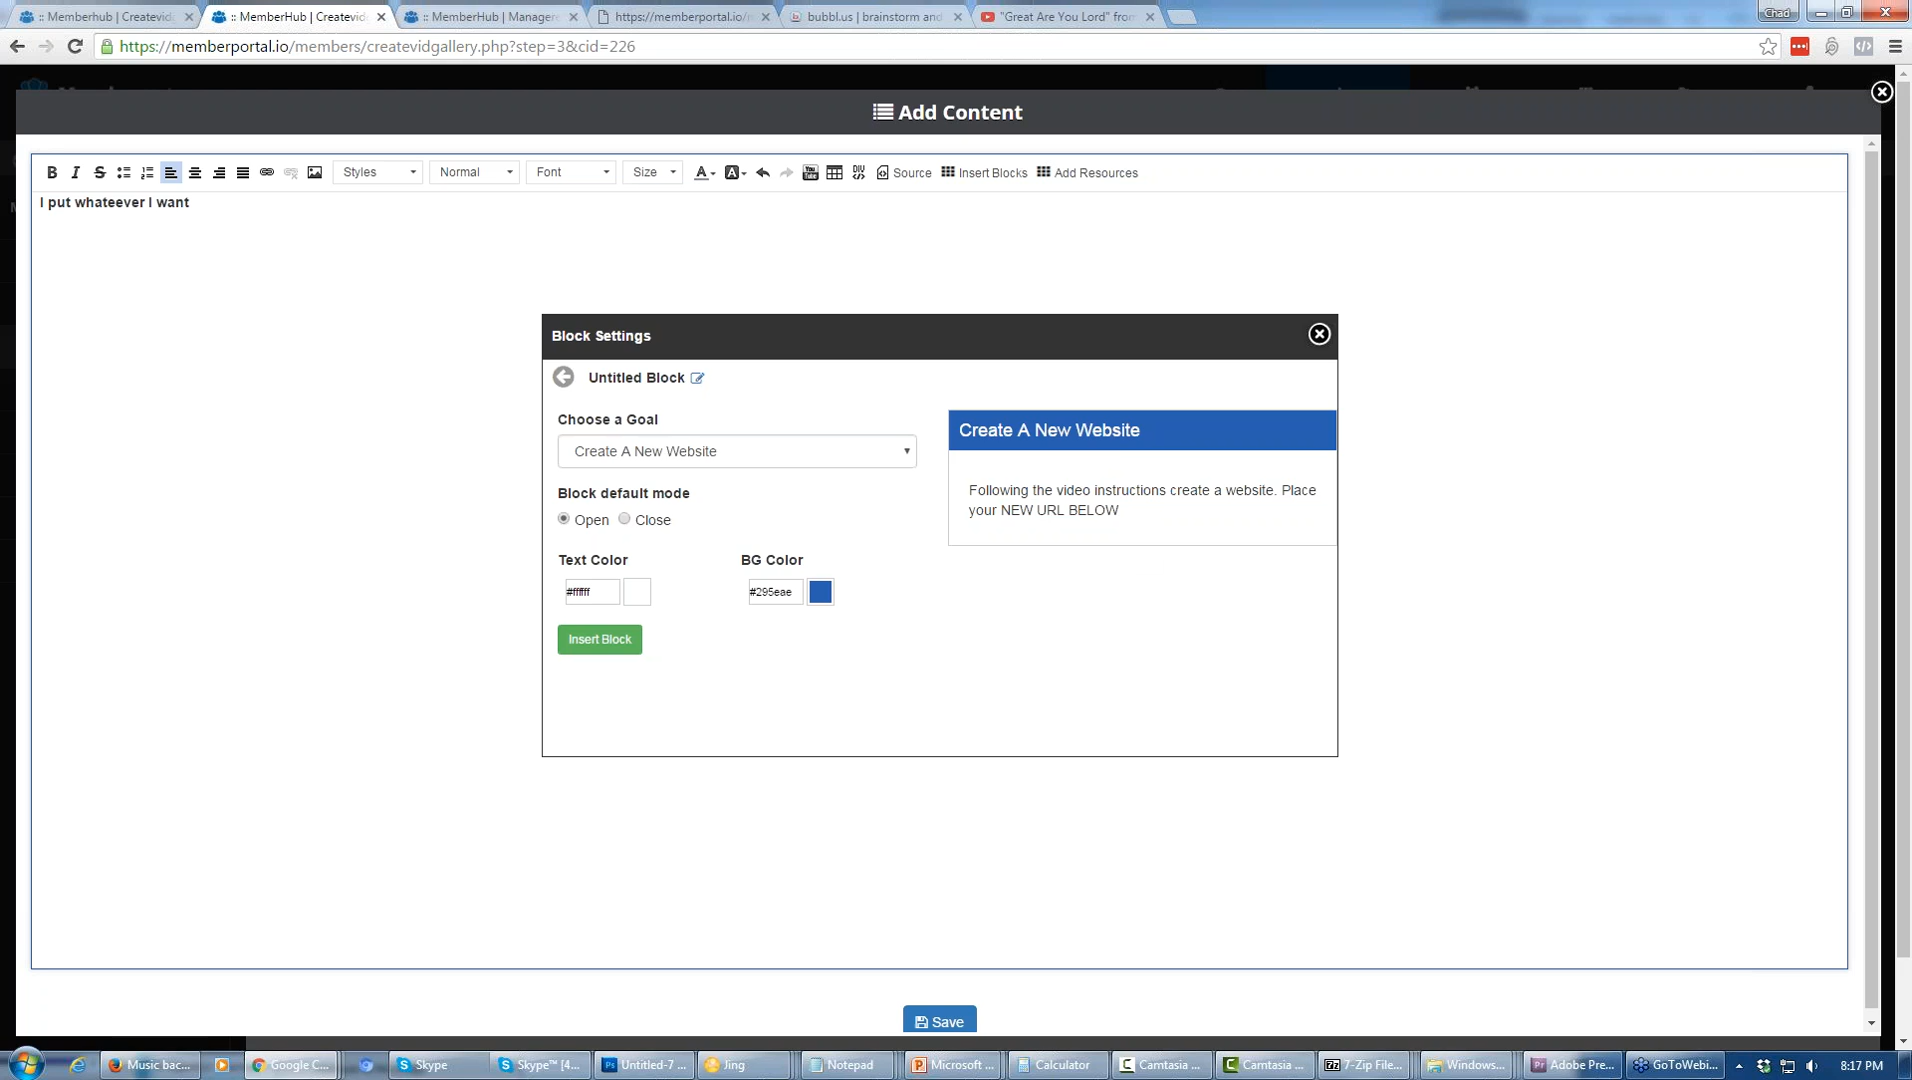 :: Memberhub | Createvid
:: MemberHub | Createvid
:: MemberHub | Manageme
https://memberportal.io/
bubbl.us | brainstorm and
"Great Are You Lord" from
Chad
https://memberportal.io/members/createvidgallery.php?step=3&cid=226
Add Content
B I S Styles Normal Font Size A A Source Insert Blocks Add Resources
I put whateever I want
Block Settings
Untitled Block
Choose a Goal
Create A New Website
Create A New Website
Following the video instructions create a website. Place
your NEW URL BELOW
Block default mode
Open Close
Text Color BG Color
#ffffff #295eae
Insert Block
Save
Music bac... Google C... Skype Skype™ [4... Untitled-7 ... Jing Notepad Microsoft ... Calculator Camtasia ... Camtasia ... 7-Zip File... Windows... Adobe Pre... GoToWebi... 8:17 PM